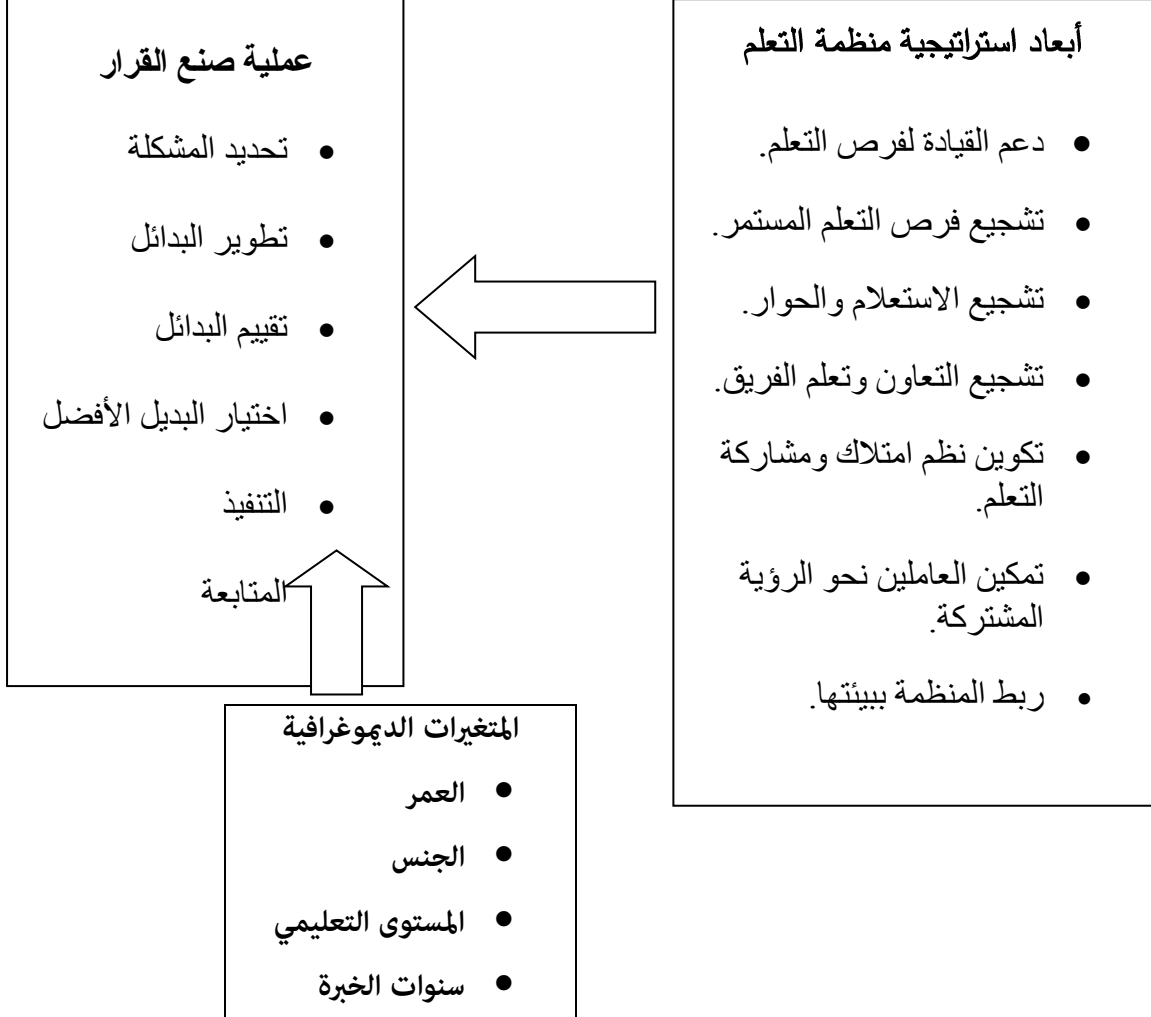 أبعاد استراتيجية منظمة التعلم
● دعم القيادة لفرص التعلم.
● تشجيع فرص التعلم المستمر.
● تشجيع الاستعلام والحوار.
● تشجيع التعاون وتعلم الفريق.
● تكوين نظم امتلاك ومشاركة
التعلم.
● تمكين العاملين نحو الرؤية
المشتركة.
● ربط المنظمة ببيئتها.
عملية صنع القرار
● تحديد المشكلة
● تطوير البدائل
● تقييم البدائل
● اختيار البديل الأفضل
● التنفيذ
المتابعة
المتغيرات الديموغرافية
● العمر
● الجنس
● المستوى التعليمي
● سنوات الخبرة